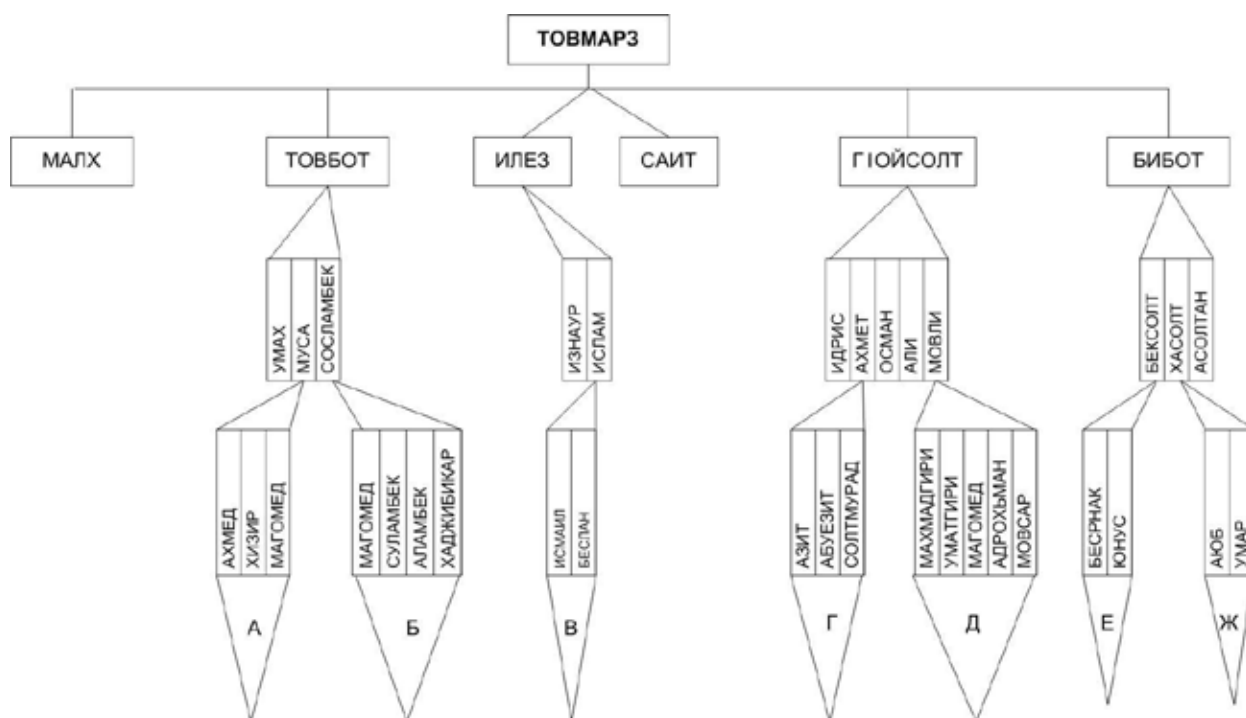 ТОВМАРЗ
МАЛХ
ТОВБОТ
ИЛЕЗ
САИТ
ГІОЙСОЛТ
БИБОТ
УМАХ
МУСА
СОСЛАМБЕК
ИЗНАУР
ИСЛАМ
ИДРИС
АХМЕТ
ОСМАН
АЛИ
МОВЛИ
БЕКСОЛТ
ХАСОЛТ
АСОЛТАН
АХМЕД
ХИЗИР
МАГОМЕД
МАГОМЕД
СУЛАМБЕК
АЛАМБЕК
ХАДЖИБИКАР
ИСМАИЛ
БЕСЛАН
АЗИТ
АБУЕЗИТ
СОЛТМУРАД
МАХМАДГИРИ
УМАТГИРИ
МАГОМЕД
АДРОХЬМАН
МОВСАР
БЕСРНАК
ЮНУС
АЮБ
УМАР
А
Б
В
Г
Д
Е
Ж